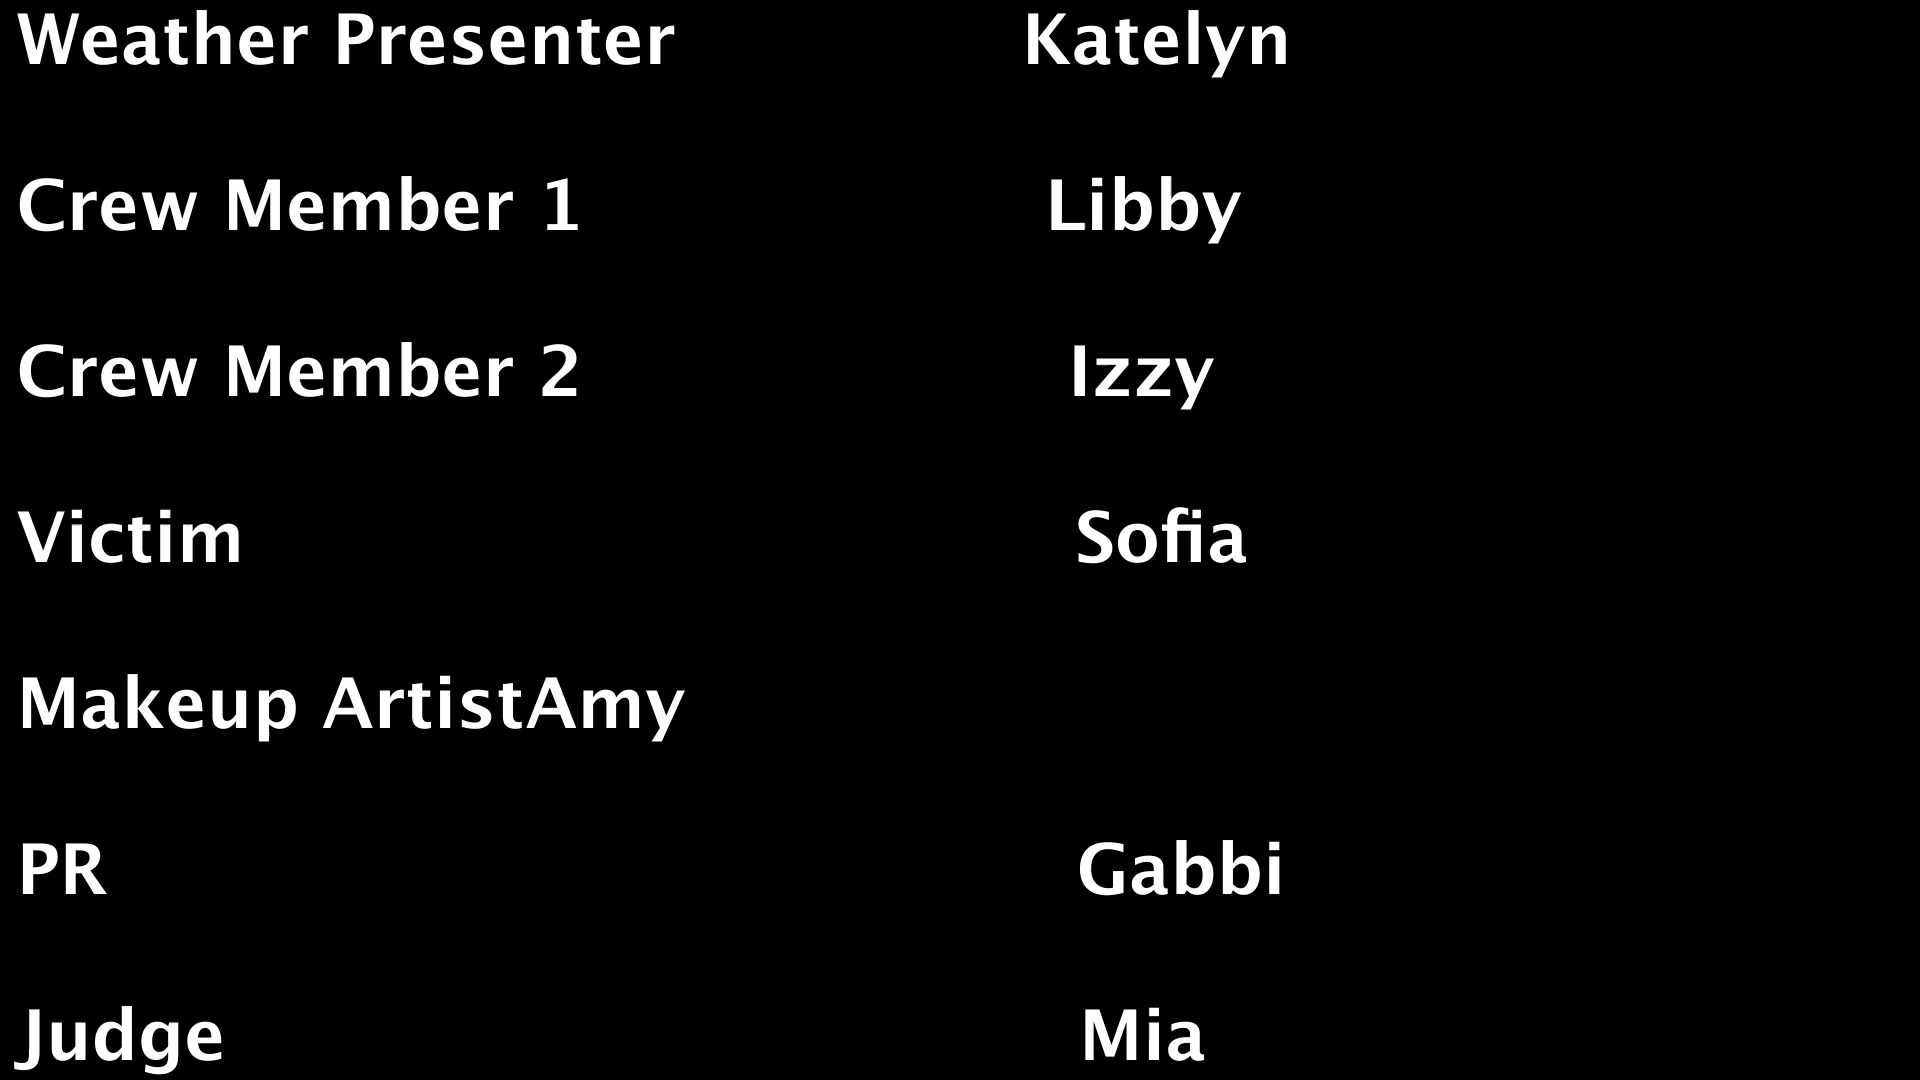 Weather Presenter Katelyn
Crew Member 1 Libby
Crew Member 2 Izzy
Victim Sofia
Makeup ArtistAmy
PR Gabbi
Judge Mia